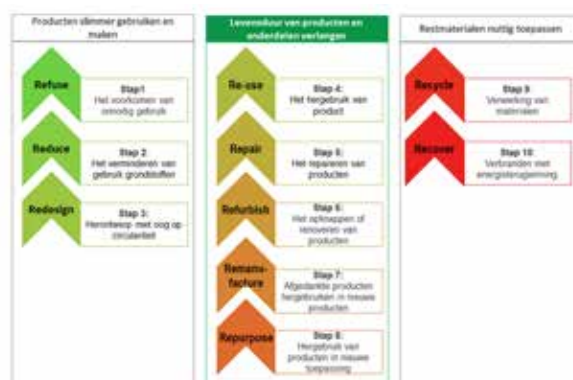 Producten slimmer gebruiken en
maken
Refuse
Stap1
Het voorkomen van
onnodig gebruik
Reduce
Stap 2:
Het verminderen van
gebruik grondstoffen
Redesign
Stap 3:
Herontwerp met oog op
circulariteit
Levensduur van producten en
onderdelen verlangen
Re-use
Stap 4:
Het hergebruik van
product
Repair
Stap 5:
Het repareren van
producten
Refurbish
Stap 6:
Het opknappen of
renoveren van
producten
Remanu-
facture
Stap 7:
Afgedankte producten
hergebruiken in nieuwe
producten
Repurpose
Stap 8:
Hergebruik van
producten in nieuwe
toepassing
Restmaterialen nuttig toepassen
Recycle
Stap 9
Verwerking van
materialen
Recover
Stap 10:
Verbranden met
energieterugwinning